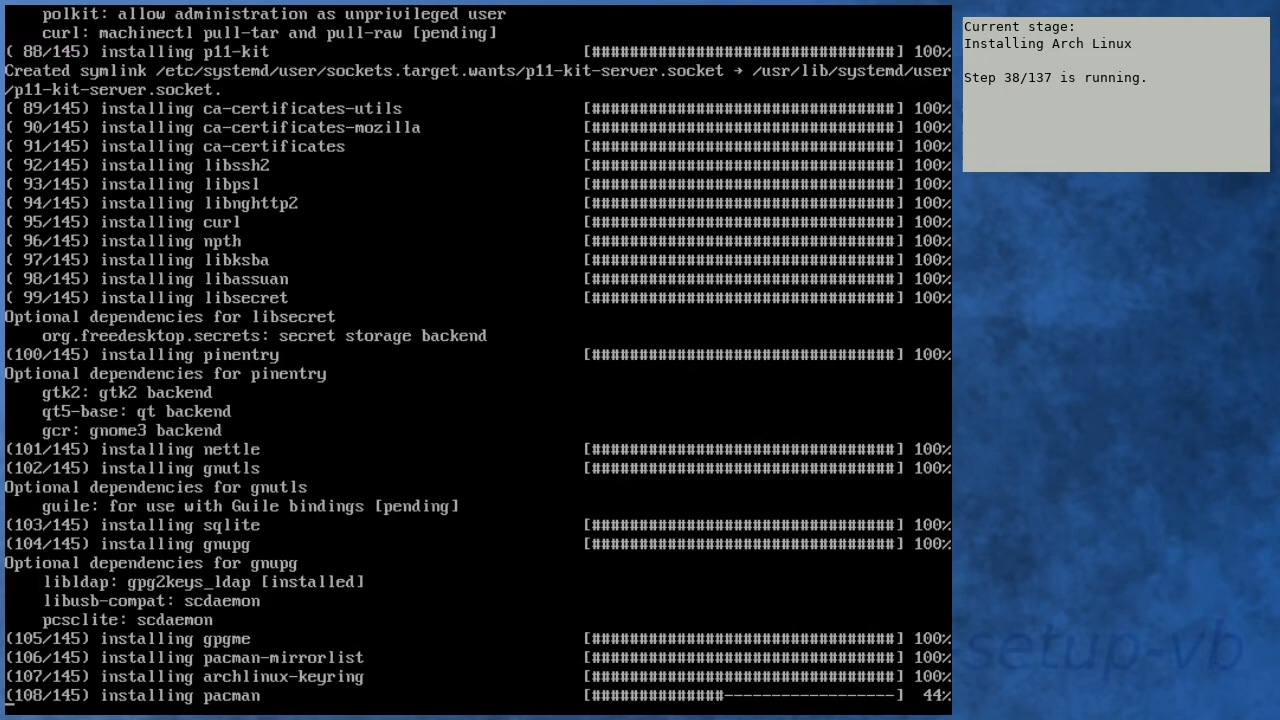 polkit: allow administration as unprivileged user
    curl: machinectl pull-tar and pull-raw [pending]
( 88/145) installing p11-kit                                  [################################] 100%
Created symlink /etc/systemd/user/sockets.target.wants/p11-kit-server.socket → /usr/lib/systemd/user
/p11-kit-server.socket.
( 89/145) installing ca-certificates-utils                    [################################] 100%
( 90/145) installing ca-certificates-mozilla                  [################################] 100%
( 91/145) installing ca-certificates                          [################################] 100%
( 92/145) installing libssh2                                  [################################] 100%
( 93/145) installing libpsl                                   [################################] 100%
( 94/145) installing libnghttp2                               [################################] 100%
( 95/145) installing curl                                     [################################] 100%
( 96/145) installing npth                                     [################################] 100%
( 97/145) installing libksba                                  [################################] 100%
( 98/145) installing libassuan                                [################################] 100%
( 99/145) installing libsecret                                [################################] 100%
Optional dependencies for libsecret
    org.freedesktop.secrets: secret storage backend
(100/145) installing pinentry                                 [################################] 100%
Optional dependencies for pinentry
    gtk2: gtk2 backend
    qt5-base: qt backend
    gcr: gnome3 backend
(101/145) installing nettle                                   [################################] 100%
(102/145) installing gnutls                                   [################################] 100%
Optional dependencies for gnutls
    guile: for use with Guile bindings [pending]
(103/145) installing sqlite                                   [################################] 100%
(104/145) installing gnupg                                    [################################] 100%
Optional dependencies for gnupg
    libldap: gpg2keys_ldap [installed]
    libusb-compat: scdaemon
    pcsclite: scdaemon
(105/145) installing gpgme                                    [################################] 100%
(106/145) installing pacman-mirrorlist                        [################################] 100%
(107/145) installing archlinux-keyring                        [################################] 100%
(108/145) installing pacman                                   [##############------------------]  44%
Current stage:
Installing Arch Linux
Step 38/137 is running.
setup-vb